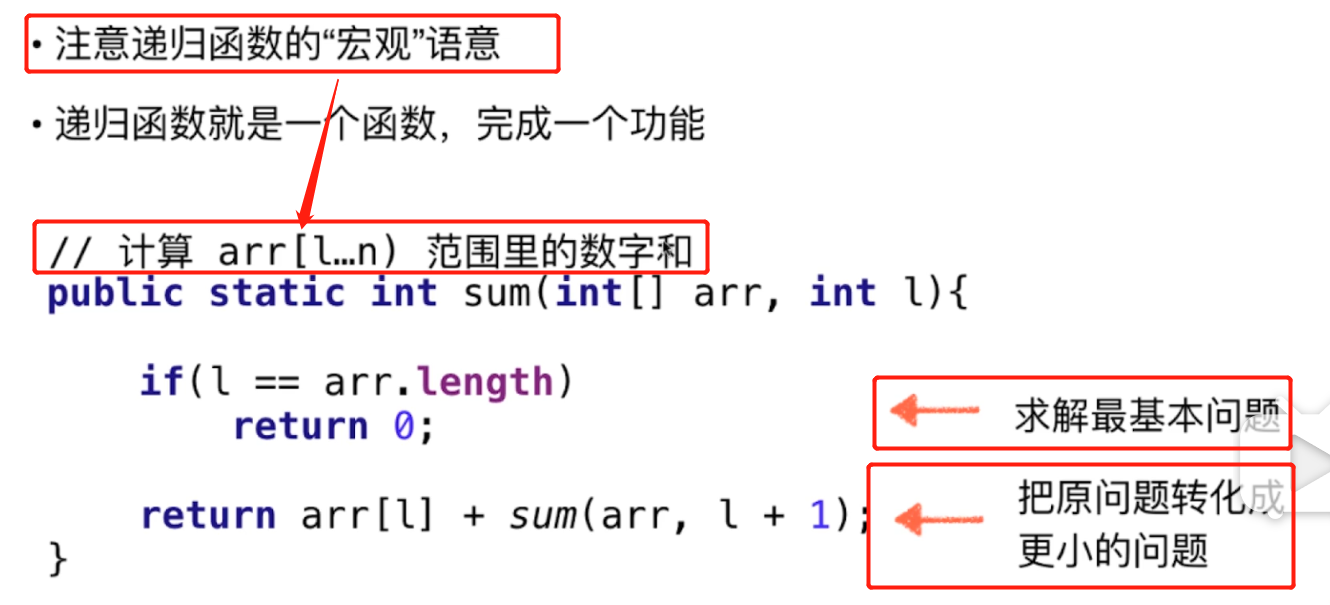 • 注意递归函数的“宏观”语意
• 递归函数就是一个函数，完成一个功能
// 计算 arr[l…n) 范围里的数字和
public static int sum(int[] arr, int l){
if(l == arr.length)
return 0;
求解最基本问题
return arr[l] + sum(arr, l + 1);
把原问题转化成
更小的问题
}